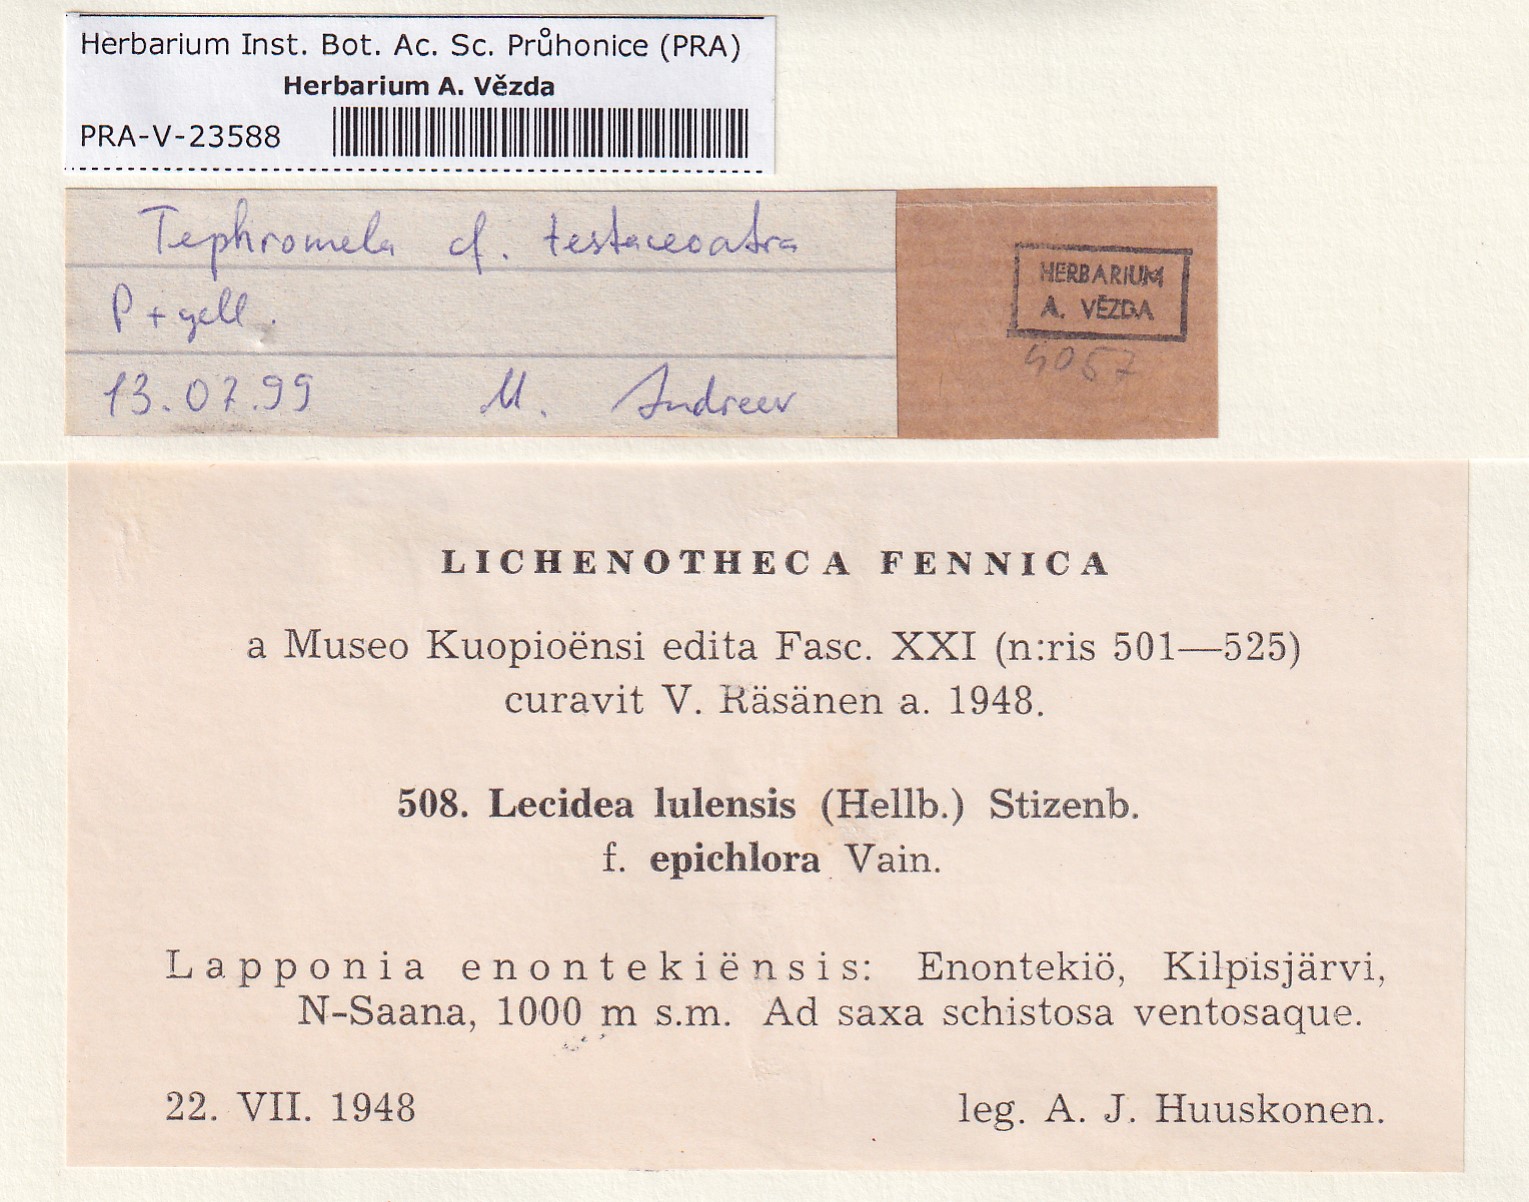 Herbarium Inst. Bot. Ac. Sc. Průhonice (PRA)
Herbarium A. Vězda
PRA-V-23588
Tephromela cf. testaceoatra
P + yell.
13.07.99 M. Andreev
HERBARIUM
A. VĚZDA
4057
LICHENOTHECA FENNICA
a Museo Kuopioënsi edita Fasc. XXI (n:ris 501—525)
curavit V. Räsänen a. 1948.
508. Lecidea lulensis (Hellb.) Stizenb.
f. epichlora Vain.
Lapponia enontekiënsis: Enontekiö, Kilpisjärvi,
N-Saana, 1000 m s.m. Ad saxa schistosa ventosaque.
22. VII. 1948 leg. A. J. Huuskonen.